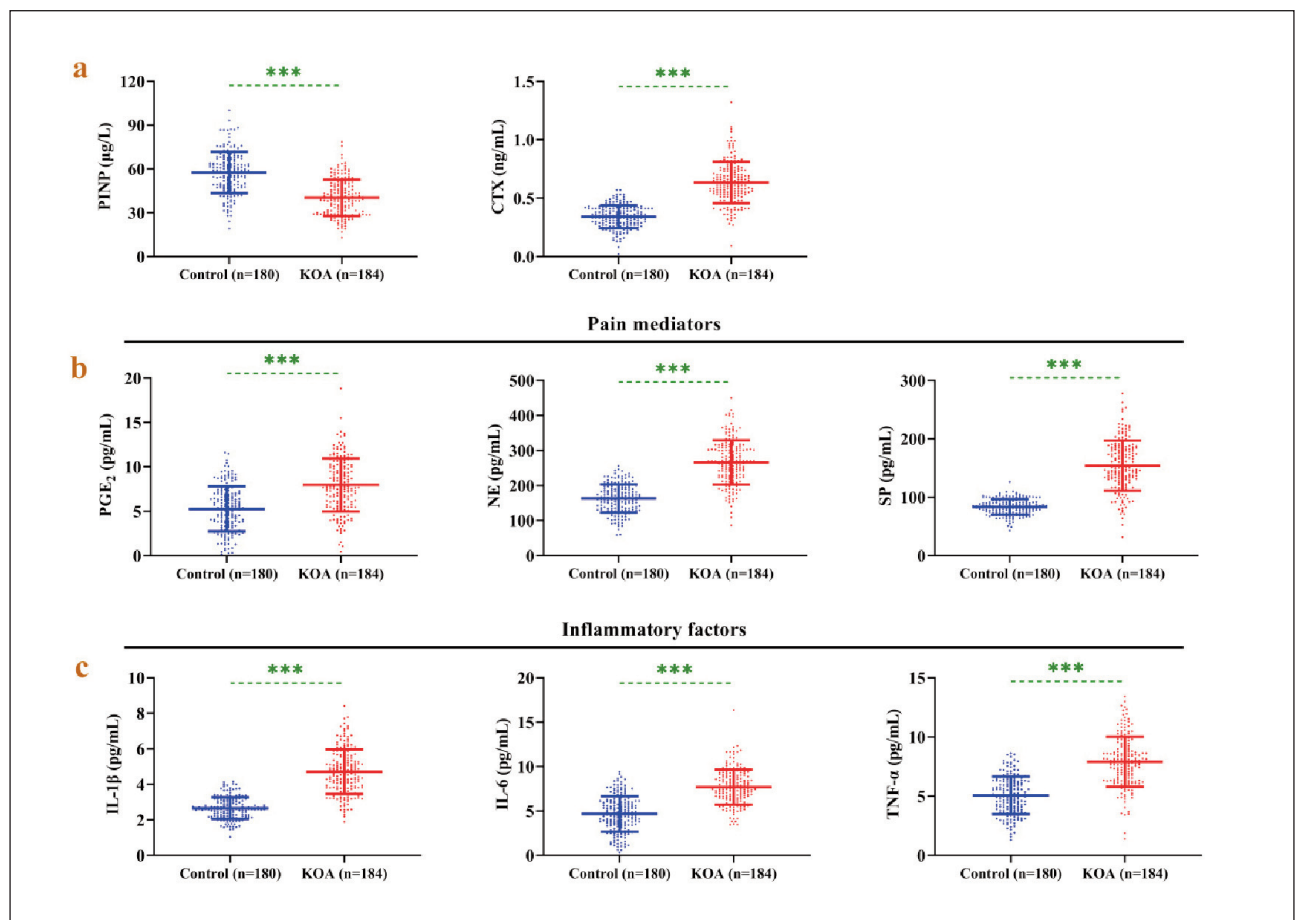 a
***
***
120
90
60
30
0
PINP (µg/L)
Control (n=180) KOA (n=184)
1.5
1.0
0.5
0.0
CTX (ng/mL)
Control (n=180) KOA (n=184)
Pain mediators
b
***
***
***
20
15
10
5
0
PGE₂ (pg/mL)
Control (n=180) KOA (n=184)
500
400
300
200
100
0
NE (pg/mL)
Control (n=180) KOA (n=184)
300
200
100
0
SP (pg/mL)
Control (n=180) KOA (n=184)
Inflammatory factors
c
***
***
***
10
8
6
4
2
0
IL-1β (pg/mL)
Control (n=180) KOA (n=184)
20
15
10
5
0
IL-6 (pg/mL)
Control (n=180) KOA (n=184)
15
10
5
0
TNF-α (pg/mL)
Control (n=180) KOA (n=184)